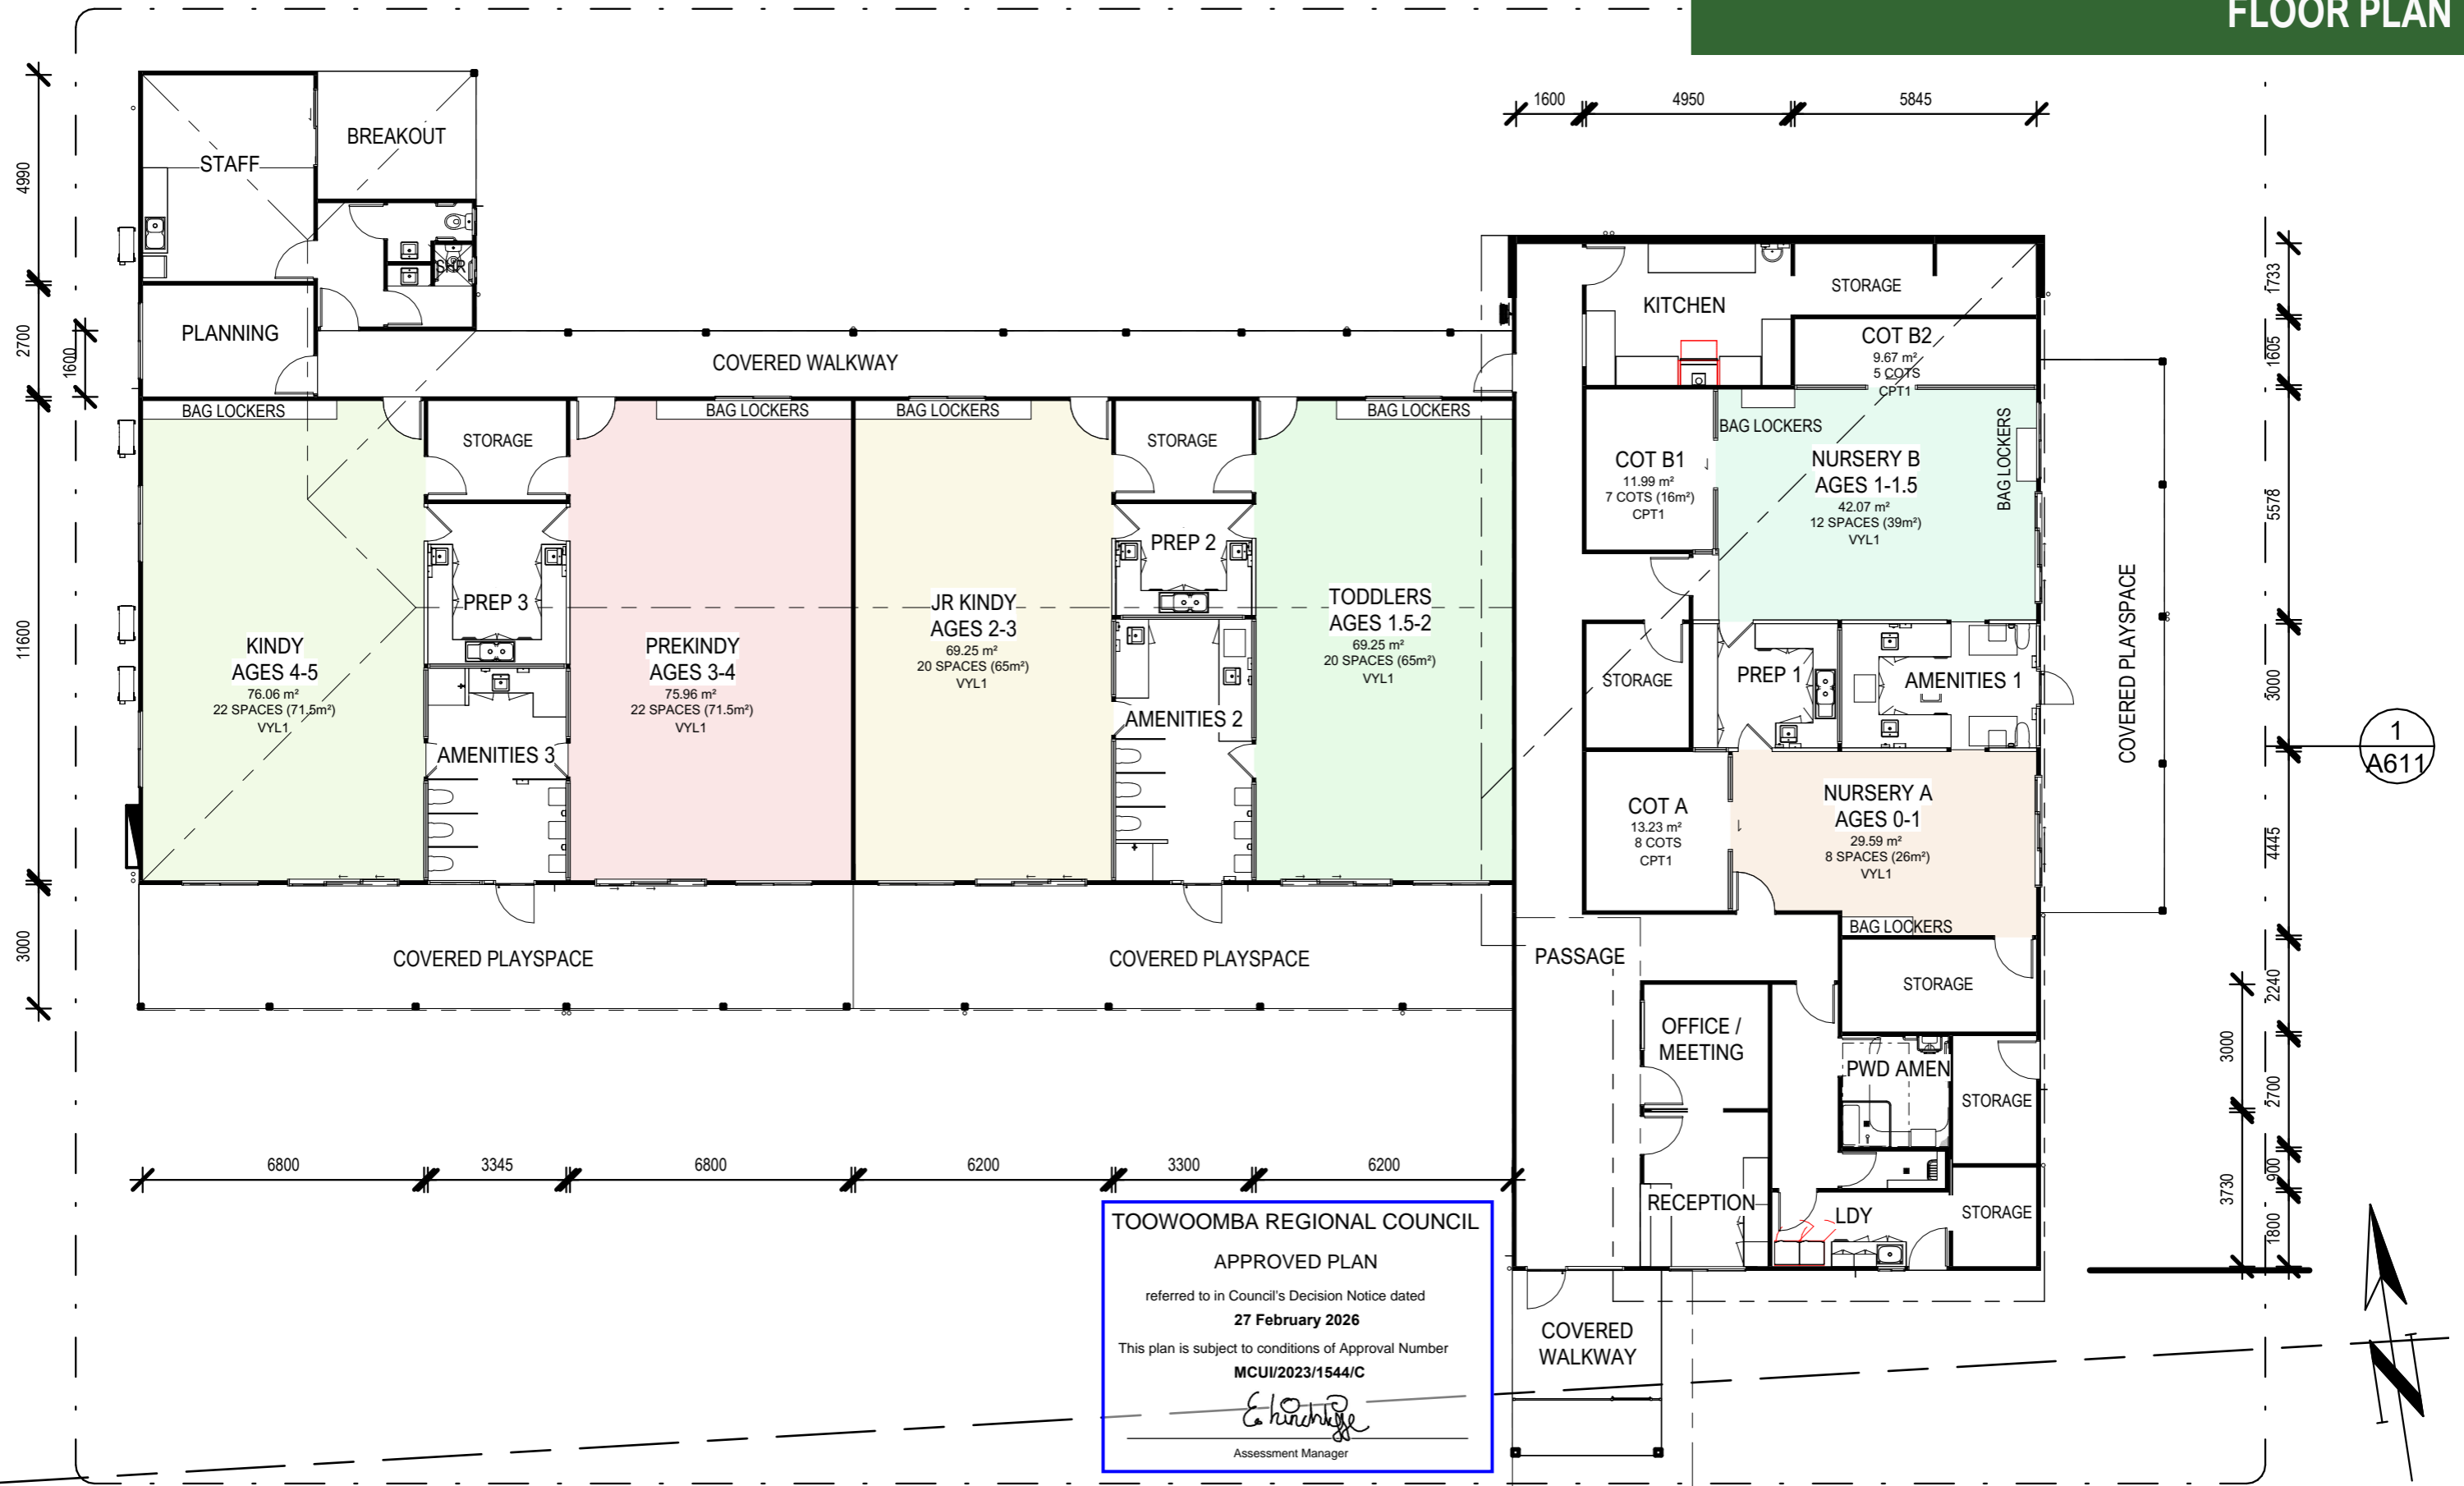 FLOOR PLAN
1600
4950
5845
4990
2700
1600
11600
3000
STAFF
BREAKOUT
SHR
PLANNING
COVERED WALKWAY
KITCHEN
STORAGE
COT B2
9.67 m²
5 COTS
CPT1
BAG LOCKERS
BAG LOCKERS
BAG LOCKERS
BAG LOCKERS
STORAGE
STORAGE
BAG LOCKERS
BAG LOCKERS
COT B1
11.99 m²
7 COTS (16m²)
CPT1
NURSERY B
AGES 1-1.5
42.07 m²
12 SPACES (39m²)
VYL1
PREP 3
PREP 2
KINDY
AGES 4-5
76.06 m²
22 SPACES (71.5m²)
VYL1
PREKINDY
AGES 3-4
75.96 m²
22 SPACES (71.5m²)
VYL1
JR KINDY
AGES 2-3
69.25 m²
20 SPACES (65m²)
VYL1
TODDLERS
AGES 1.5-2
69.25 m²
20 SPACES (65m²)
VYL1
AMENITIES 3
AMENITIES 2
STORAGE
PREP 1
AMENITIES 1
COVERED PLAYSPACE
COT A
13.23 m²
8 COTS
CPT1
NURSERY A
AGES 0-1
29.59 m²
8 SPACES (26m²)
VYL1
BAG LOCKERS
COVERED PLAYSPACE
COVERED PLAYSPACE
PASSAGE
STORAGE
OFFICE /
MEETING
PWD AMEN
STORAGE
RECEPTION
LDY
STORAGE
COVERED
WALKWAY
1733
1605
5578
3000
4445
2240
2700
900
1800
3000
3730
1
A611
6800
3345
6800
6200
3300
6200
TOOWOOMBA REGIONAL COUNCIL
APPROVED PLAN
referred to in Council's Decision Notice dated
27 February 2026
This plan is subject to conditions of Approval Number
MCUI/2023/1544/C
Assessment Manager